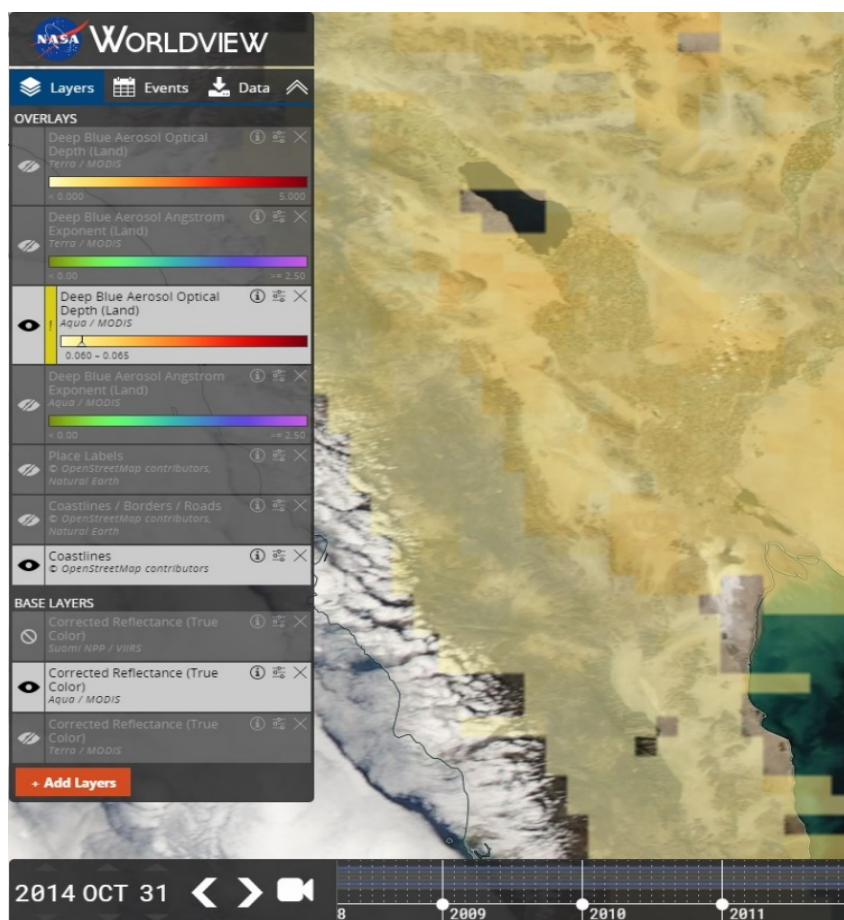 NASA WORLDVIEW
Layers Events Data
OVERLAYS
Deep Blue Aerosol Optical
Depth (Land)
Terra / MODIS
< 0.000 5.000
Deep Blue Aerosol Angstrom
Exponent (Land)
Terra / MODIS
< 0.00 >= 2.50
Deep Blue Aerosol Optical
Depth (Land)
Aqua / MODIS
!
0.060 – 0.065
Deep Blue Aerosol Angstrom
Exponent (Land)
Aqua / MODIS
< 0.00 >= 2.50
Place Labels
© OpenStreetMap contributors,
Natural Earth
Coastlines / Borders / Roads
© OpenStreetMap contributors,
Natural Earth
Coastlines
© OpenStreetMap contributors
BASE LAYERS
Corrected Reflectance (True
Color)
Suomi NPP / VIIRS
Corrected Reflectance (True
Color)
Aqua / MODIS
Corrected Reflectance (True
Color)
Terra / MODIS
+ Add Layers
2014 OCT 31
8 2009 2010 2011